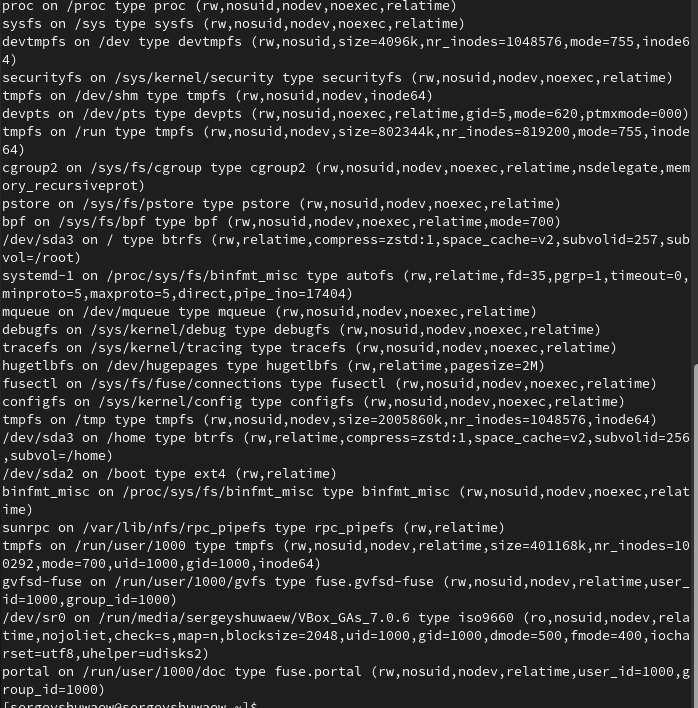 proc on /proc type proc (rw,nosuid,nodev,noexec,relatime)
sysfs on /sys type sysfs (rw,nosuid,nodev,noexec,relatime)
devtmpfs on /dev type devtmpfs (rw,nosuid,size=4096k,nr_inodes=1048576,mode=755,inode6
4)
securityfs on /sys/kernel/security type securityfs (rw,nosuid,nodev,noexec,relatime)
tmpfs on /dev/shm type tmpfs (rw,nosuid,nodev,inode64)
devpts on /dev/pts type devpts (rw,nosuid,noexec,relatime,gid=5,mode=620,ptmxmode=000)
tmpfs on /run type tmpfs (rw,nosuid,nodev,size=802344k,nr_inodes=819200,mode=755,inode
64)
cgroup2 on /sys/fs/cgroup type cgroup2 (rw,nosuid,nodev,noexec,relatime,nsdelegate,mem
ory_recursiveprot)
pstore on /sys/fs/pstore type pstore (rw,nosuid,nodev,noexec,relatime)
bpf on /sys/fs/bpf type bpf (rw,nosuid,nodev,noexec,relatime,mode=700)
/dev/sda3 on / type btrfs (rw,relatime,compress=zstd:1,space_cache=v2,subvolid=257,sub
vol=/root)
systemd-1 on /proc/sys/fs/binfmt_misc type autofs (rw,relatime,fd=35,pgrp=1,timeout=0,
minproto=5,maxproto=5,direct,pipe_ino=17404)
mqueue on /dev/mqueue type mqueue (rw,nosuid,nodev,noexec,relatime)
debugfs on /sys/kernel/debug type debugfs (rw,nosuid,nodev,noexec,relatime)
tracefs on /sys/kernel/tracing type tracefs (rw,nosuid,nodev,noexec,relatime)
hugetlbfs on /dev/hugepages type hugetlbfs (rw,relatime,pagesize=2M)
fusectl on /sys/fs/fuse/connections type fusectl (rw,nosuid,nodev,noexec,relatime)
configfs on /sys/kernel/config type configfs (rw,nosuid,nodev,noexec,relatime)
tmpfs on /tmp type tmpfs (rw,nosuid,nodev,size=2005860k,nr_inodes=1048576,inode64)
/dev/sda3 on /home type btrfs (rw,relatime,compress=zstd:1,space_cache=v2,subvolid=256
,subvol=/home)
/dev/sda2 on /boot type ext4 (rw,relatime)
binfmt_misc on /proc/sys/fs/binfmt_misc type binfmt_misc (rw,nosuid,nodev,noexec,relat
ime)
sunrpc on /var/lib/nfs/rpc_pipefs type rpc_pipefs (rw,relatime)
tmpfs on /run/user/1000 type tmpfs (rw,nosuid,nodev,relatime,size=401168k,nr_inodes=10
0292,mode=700,uid=1000,gid=1000,inode64)
gvfsd-fuse on /run/user/1000/gvfs type fuse.gvfsd-fuse (rw,nosuid,nodev,relatime,user_
id=1000,group_id=1000)
/dev/sr0 on /run/media/sergeyshuwaew/VBox_GAs_7.0.6 type iso9660 (ro,nosuid,nodev,rela
time,nojoliet,check=s,map=n,blocksize=2048,uid=1000,gid=1000,dmode=500,fmode=400,iocha
rset=utf8,uhelper=udisks2)
portal on /run/user/1000/doc type fuse.portal (rw,nosuid,nodev,relatime,user_id=1000,g
roup_id=1000)
[sergeyshuwaew@sergeyshuwaew ~]$